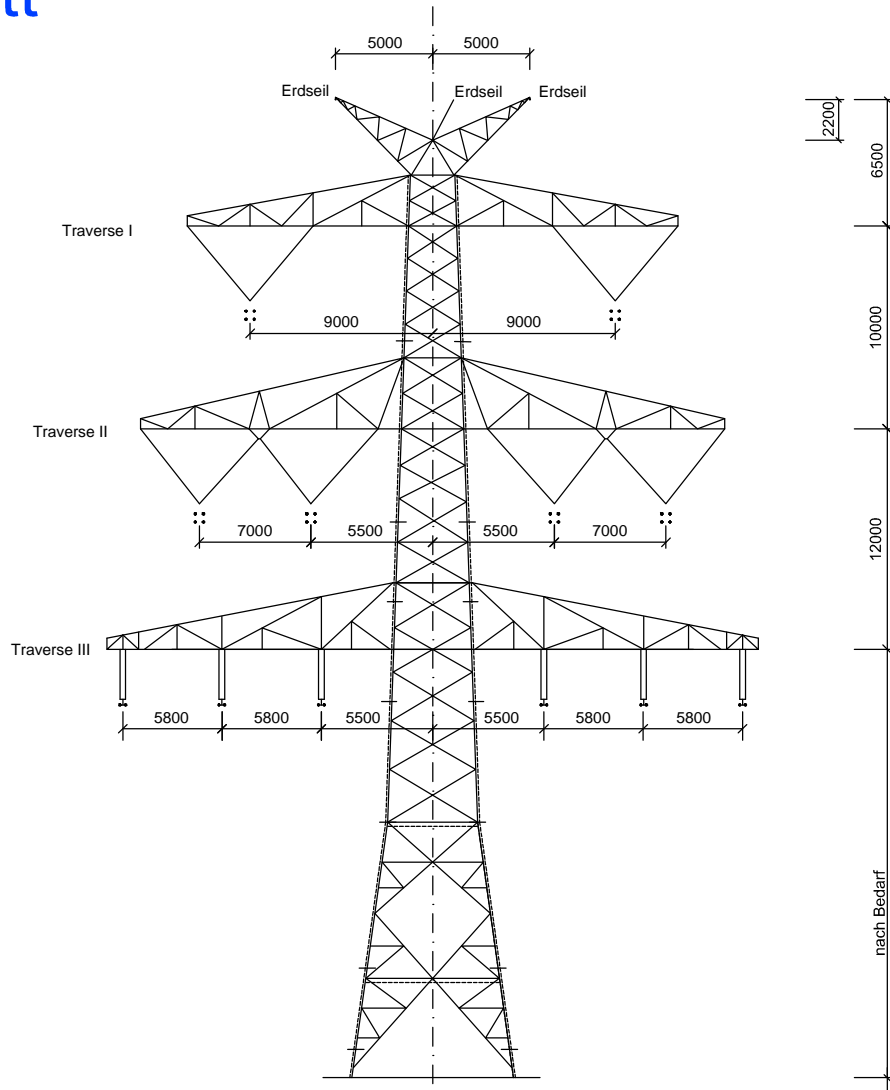 tt
5000 5000
Erdseil Erdseil Erdseil
2200
6500
Traverse I
9000 9000
10000
Traverse II
7000 5500 5500 7000
12000
Traverse III
5800 5800 5500 5500 5800 5800
nach Bedarf